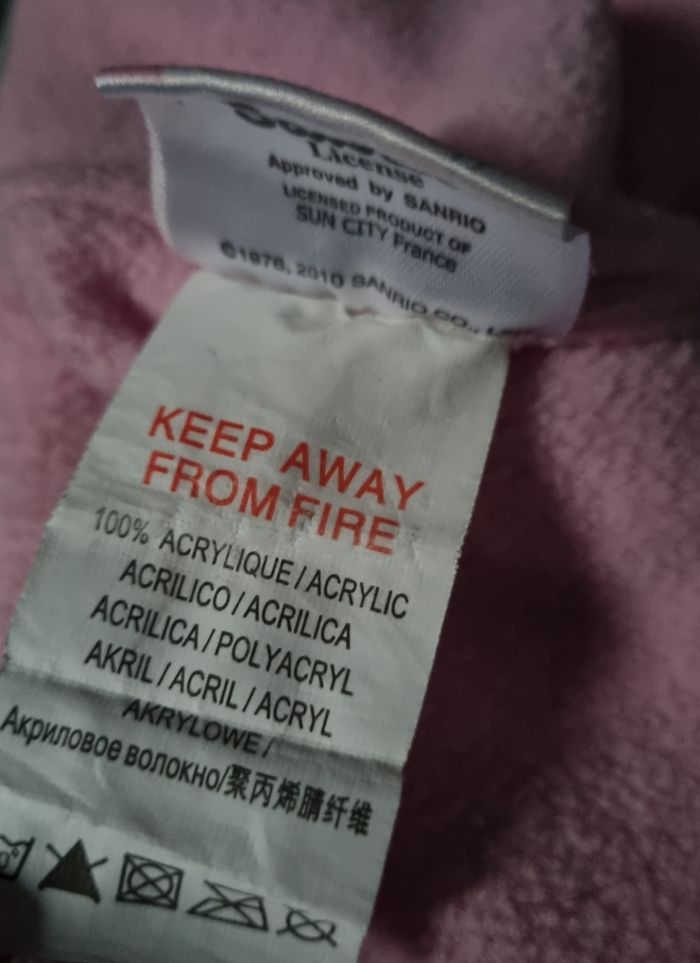 License
Approved by SANRIO
LICENSED PRODUCT OF
SUN CITY France
©1976, 2010 SANRIO CO.,
KEEP AWAY
FROM FIRE
100% ACRYLIQUE / ACRYLIC
ACRILICO / ACRILICA
ACRILICA / POLYACRYL
AKRIL / ACRIL / ACRYL
AKRYLOWE /
Акриловое волокно/聚丙烯腈纤维